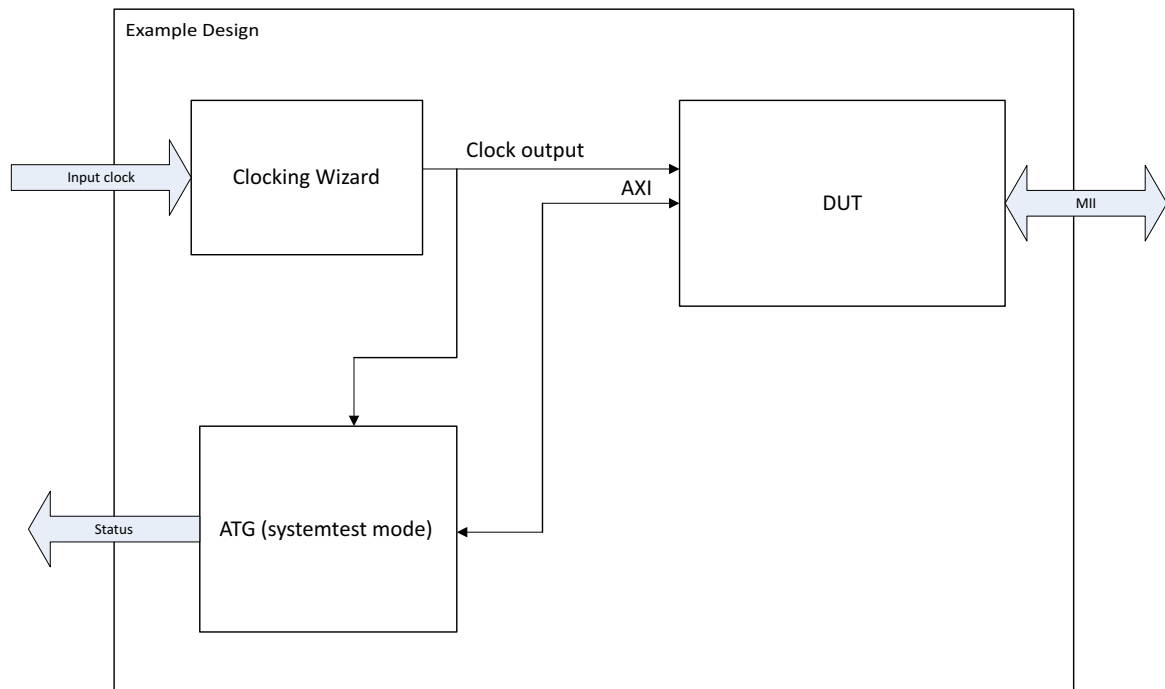 Example Design
Clock output
Input clock
Clocking Wizard
AXI
DUT
MII
ATG (systemtest mode)
Status